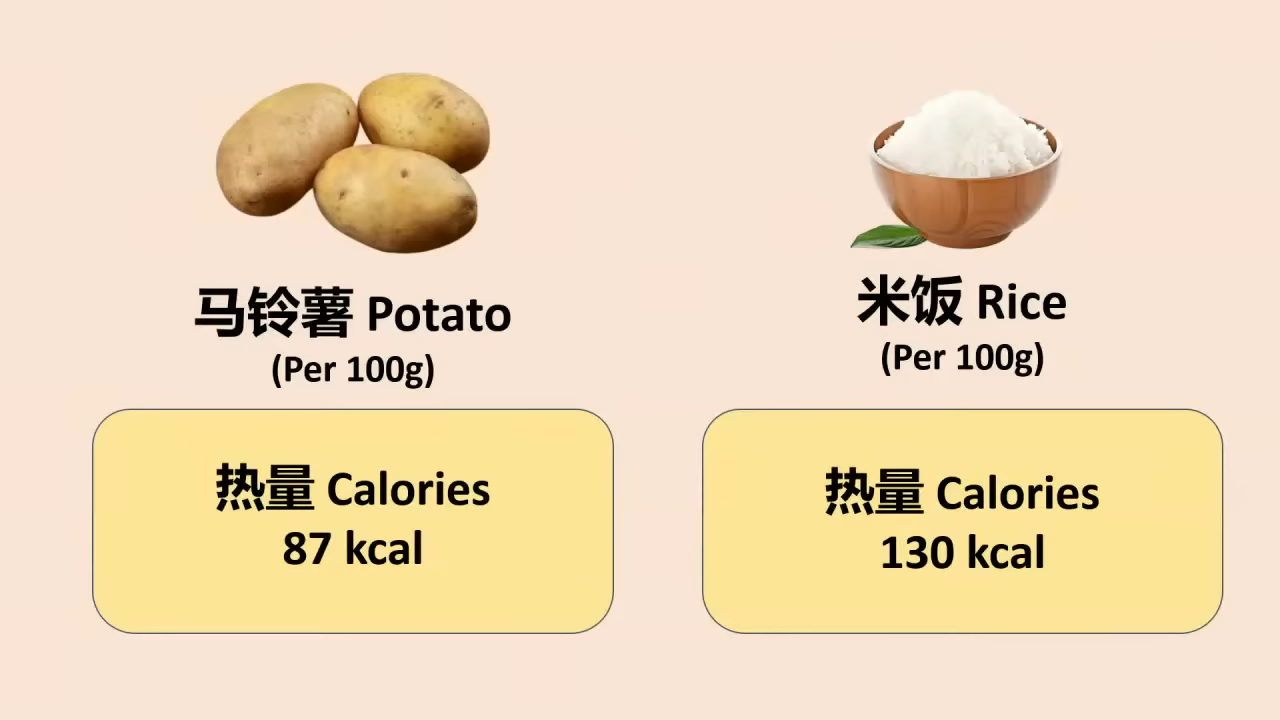 马铃薯 Potato
(Per 100g)
热量 Calories
87 kcal
米饭 Rice
(Per 100g)
热量 Calories
130 kcal